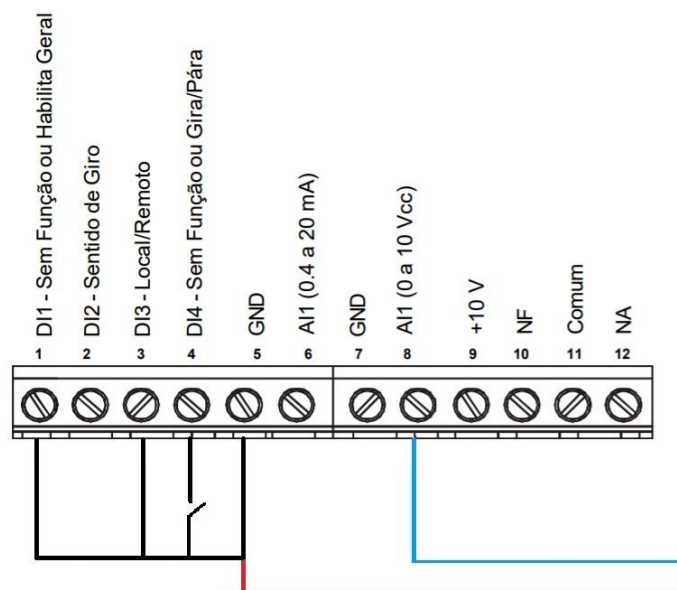 DI1 - Sem Função ou Habilita Geral
DI2 - Sentido de Giro
DI3 - Local/Remoto
DI4 - Sem Função ou Gira/Pára
GND
AI1 (0.4 a 20 mA)
GND
AI1 (0 a 10 Vcc)
+10 V
NF
Comum
NA
1 2 3 4 5 6 7 8 9 10 11 12